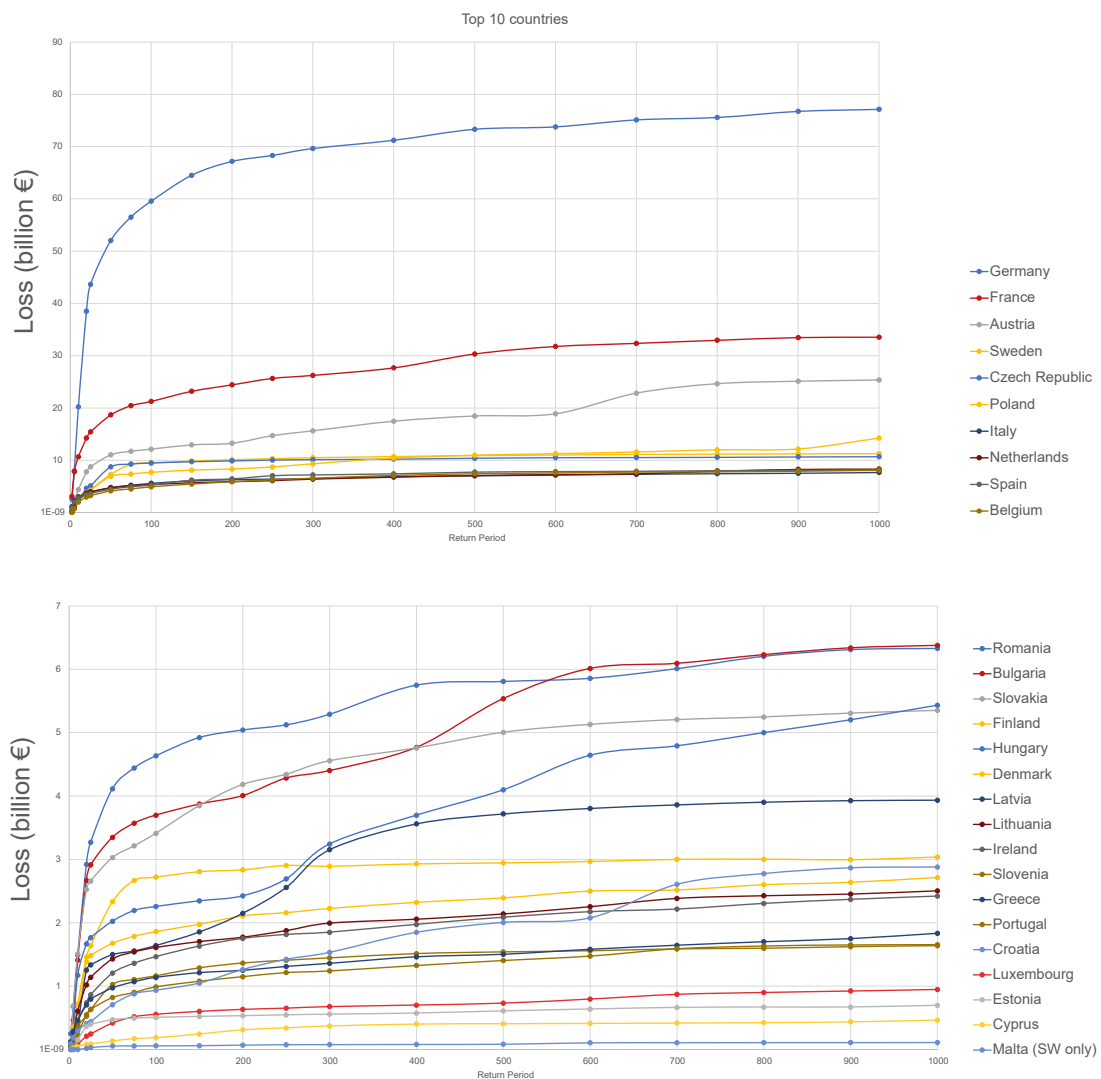 Top 10 countries
Loss (billion €)
90
80
70
60
50
40
30
20
10
1E-09
100
200
300
400
500
600
700
800
900
1000
Return Period
Germany
France
Austria
Sweden
Czech Republic
Poland
Italy
Netherlands
Spain
Belgium
Loss (billion €)
7
6
5
4
3
2
1
1E-09
100
200
300
400
500
600
700
800
900
1000
Return Period
Romania
Bulgaria
Slovakia
Finland
Hungary
Denmark
Latvia
Lithuania
Ireland
Slovenia
Greece
Portugal
Croatia
Luxembourg
Estonia
Cyprus
Malta (SW only)